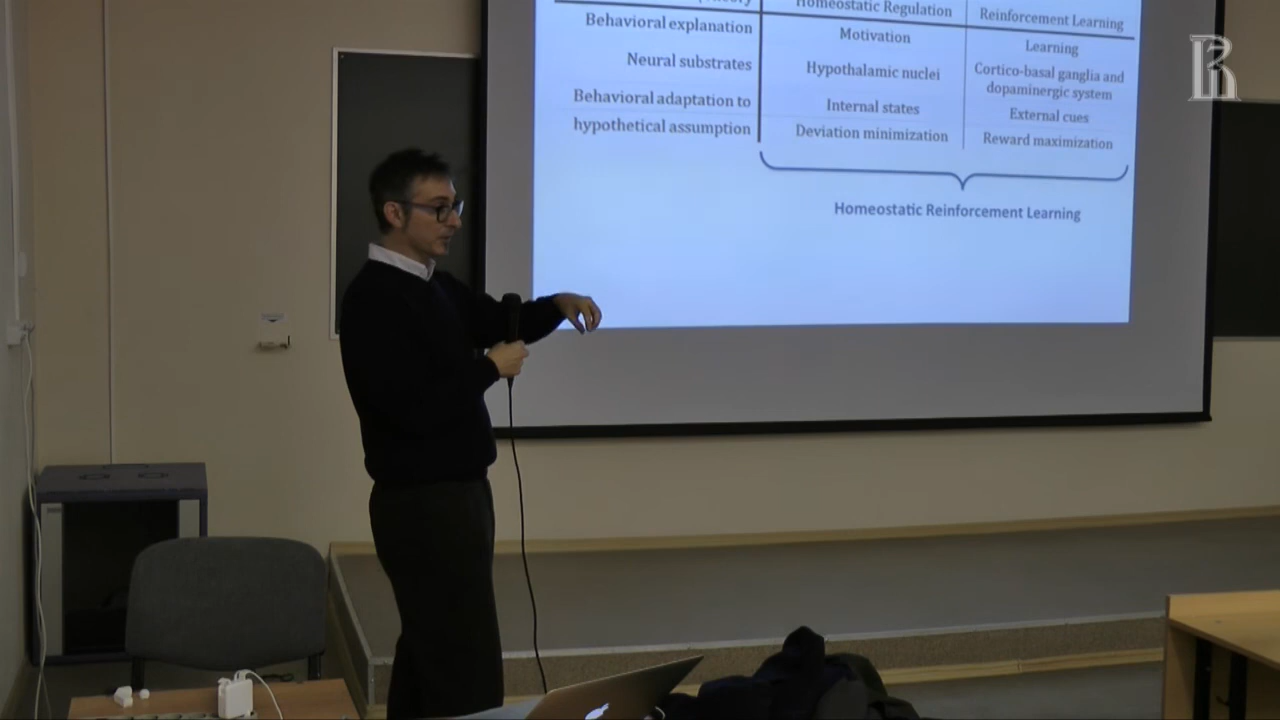 Homeostatic Regulation Reinforcement Learning
Behavioral explanation Motivation Learning
Neural substrates Hypothalamic nuclei Cortico-basal ganglia and
dopaminergic system
Behavioral adaptation to Internal states External cues
hypothetical assumption Deviation minimization Reward maximization
Homeostatic Reinforcement Learning